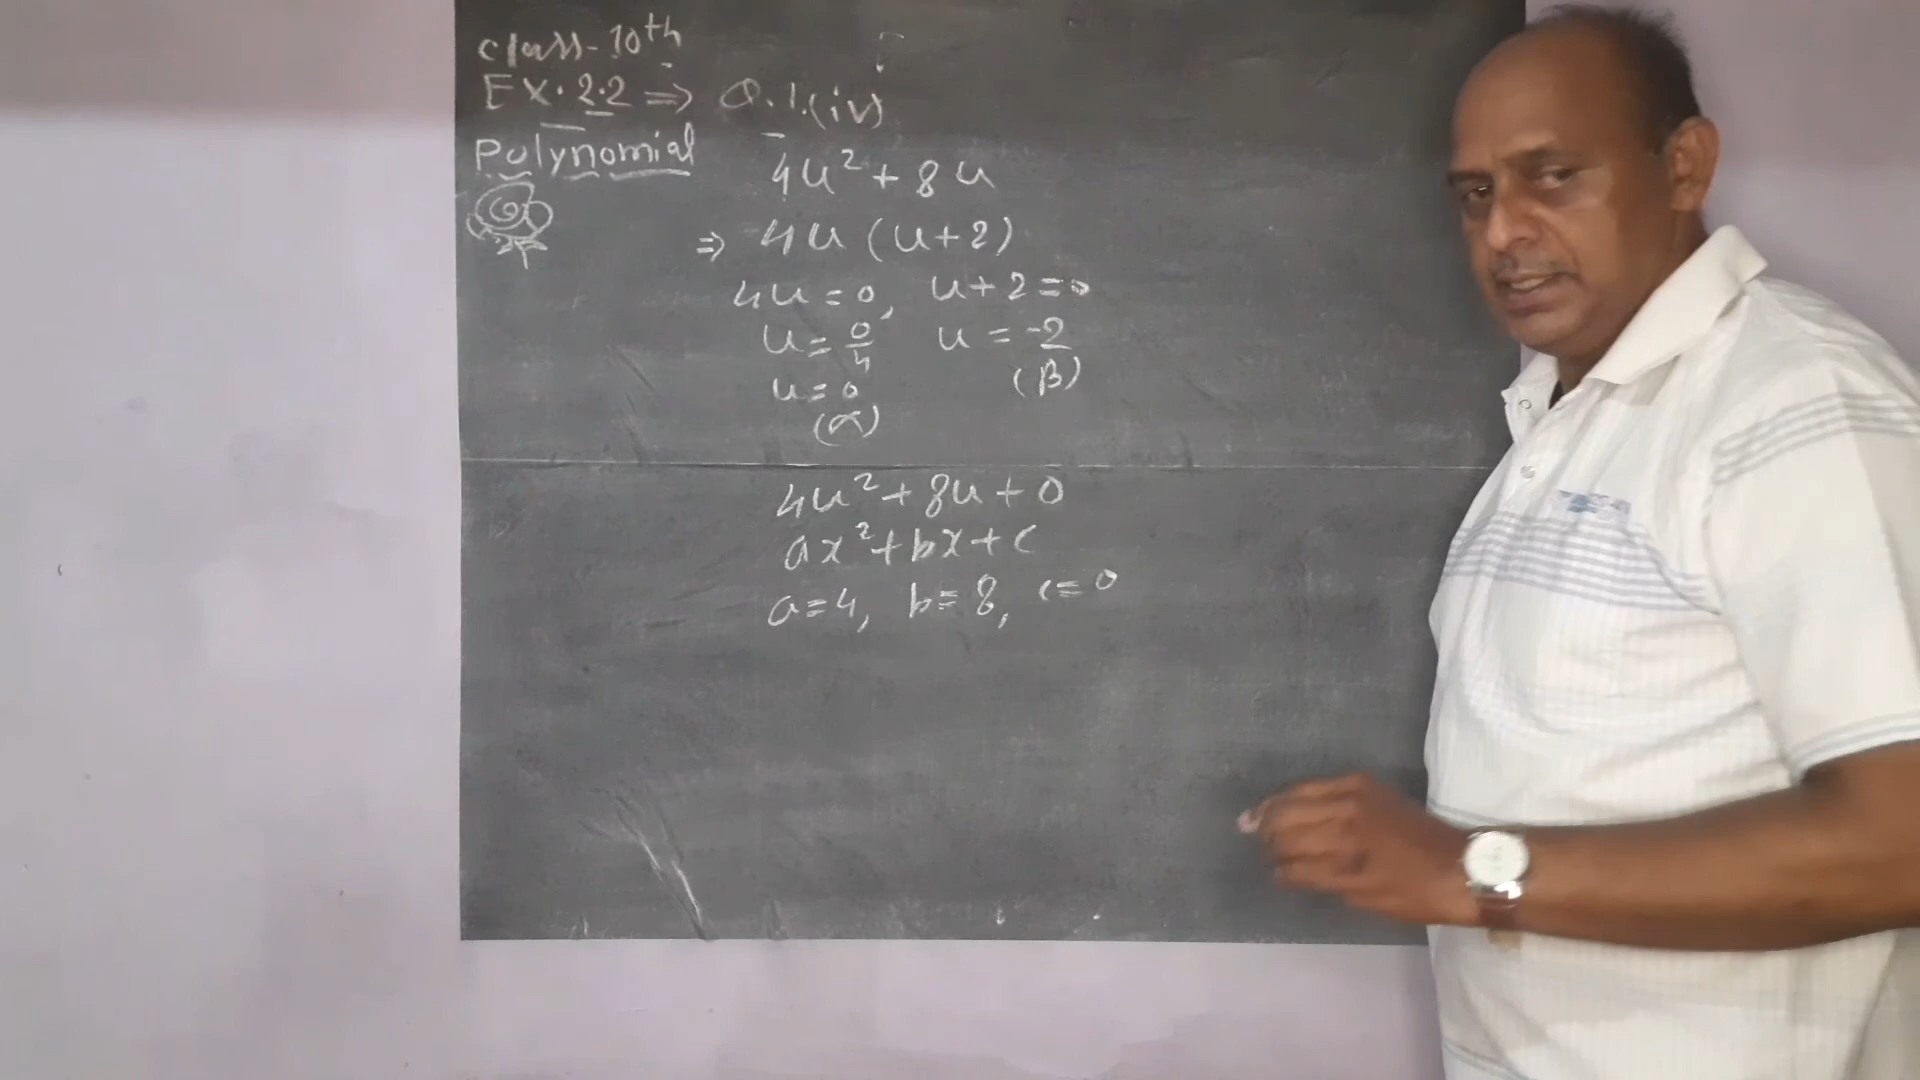 Class-10th
EX.2.2 ⇒ Q.1.(iv)
Polynomial
4u² + 8u
⇒ 4u (u+2)
4u = 0, u+2=0
u = 0/4 u = -2
u = 0 (β)
(α)
4u² + 8u + 0
ax² + bx + c
a = 4, b = 8, c = 0